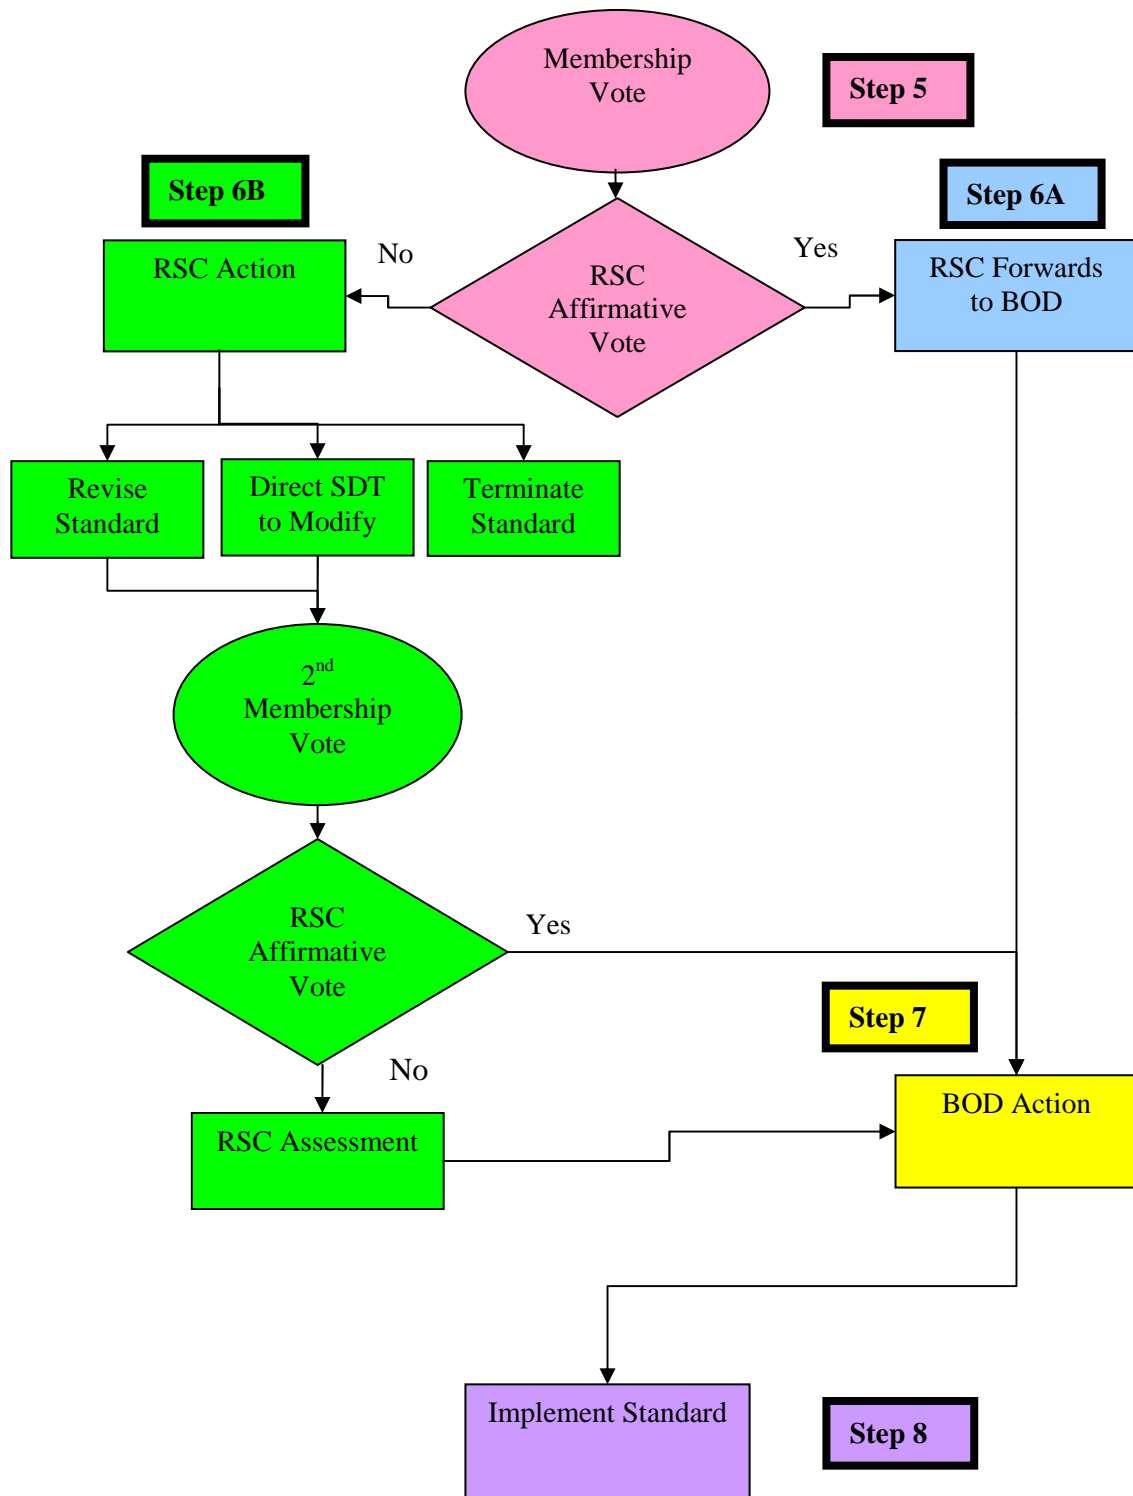 Membership
Vote
Step 5
Step 6B
Step 6A
RSC Action
No
RSC
Affirmative
Vote
Yes
RSC Forwards
to BOD
Revise
Standard
Direct SDT
to Modify
Terminate
Standard
2nd
Membership
Vote
RSC
Affirmative
Vote
Yes
No
Step 7
BOD Action
RSC Assessment
Implement Standard
Step 8